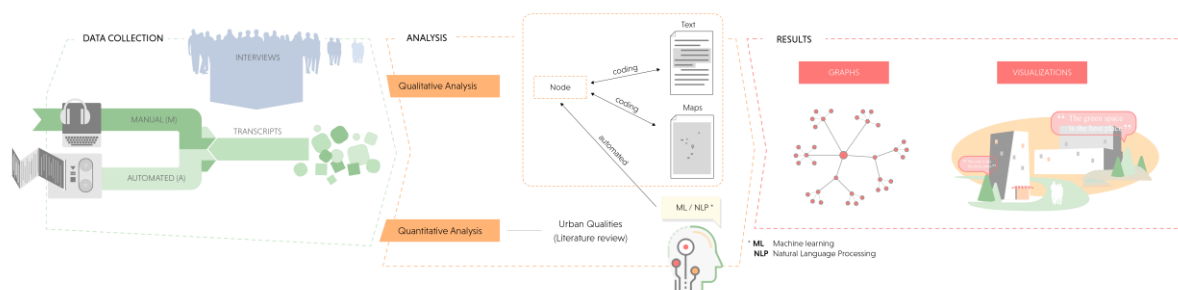 DATA COLLECTION
INTERVIEWS
MANUAL (M)
TRANSCRIPTS
AUTOMATED (A)
ANALYSIS
Qualitative Analysis
Node
coding
coding
automated
Text
Maps
ML / NLP *
Quantitative Analysis
Urban Qualities
(Literature review)
RESULTS
GRAPHS
VISUALIZATIONS
“ The green space
is the best place ”
* ML Machine learning
NLP Natural Language Processing